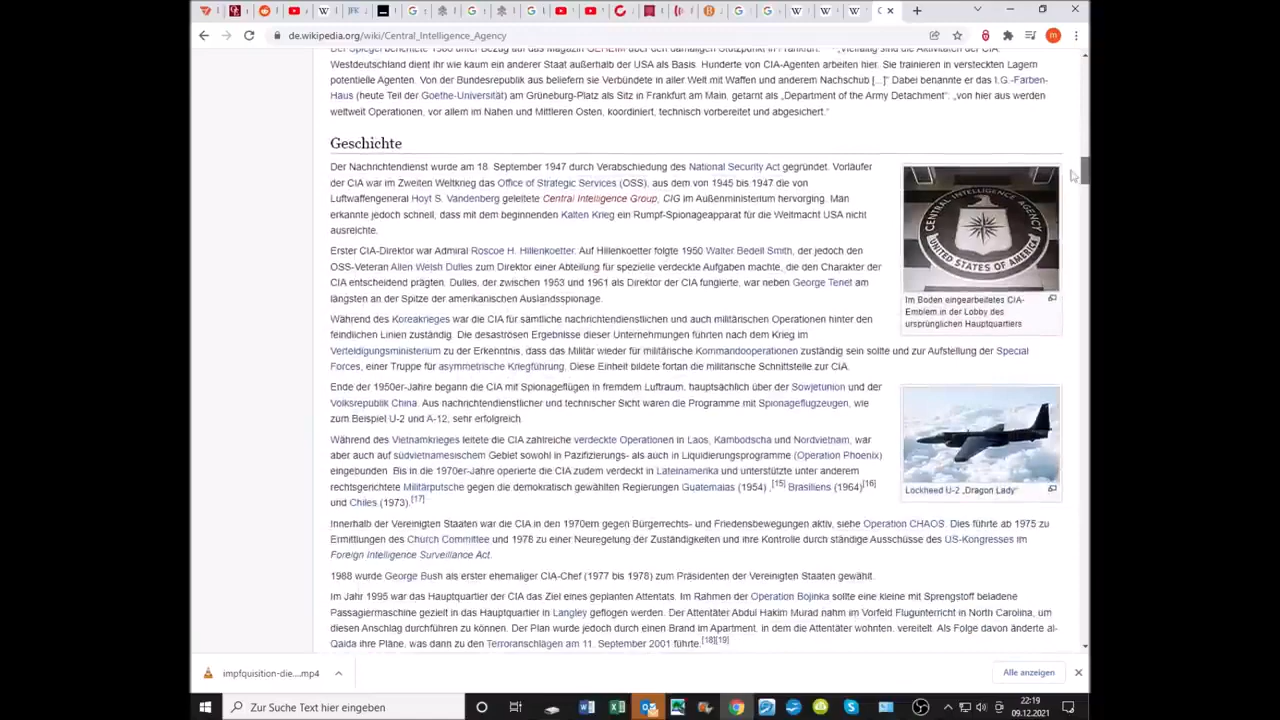 de.wikipedia.org/wiki/Central_Intelligence_Agency
Westdeutschland dient ihr wie kaum ein anderer Staat außerhalb der USA als Basis. Hunderte von CIA-Agenten arbeiten hier. Sie trainieren in versteckten Lagern
potentielle Agenten. Von der Bundesrepublik aus beliefern sie Verbündete in aller Welt mit Waffen und anderem Nachschub [...]“ Dabei benannte er das I.G.-Farben-
Haus (heute Teil der Goethe-Universität) am Grüneburg-Platz als Sitz in Frankfurt am Main, getarnt als „Department of the Army Detachment“: „von hier aus werden
weltweit Operationen, vor allem im Nahen und Mittleren Osten, koordiniert, technisch vorbereitet und abgesichert.“
Geschichte
Der Nachrichtendienst wurde am 18. September 1947 durch Verabschiedung des National Security Act gegründet. Vorläufer
der CIA war im Zweiten Weltkrieg das Office of Strategic Services (OSS), aus dem von 1945 bis 1947 die von
Luftwaffengeneral Hoyt S. Vandenberg geleitete Central Intelligence Group, CIG im Außenministerium hervorging. Man
erkannte jedoch schnell, dass mit dem beginnenden Kalten Krieg ein Rumpf-Spionageapparat für die Weltmacht USA nicht
ausreichte.
Erster CIA-Direktor war Admiral Roscoe H. Hillenkoetter. Auf Hillenkoetter folgte 1950 Walter Bedell Smith, der jedoch den
OSS-Veteran Allen Welsh Dulles zum Direktor einer Abteilung für spezielle verdeckte Aufgaben machte, die den Charakter der
CIA entscheidend prägten. Dulles, der zwischen 1953 und 1961 als Direktor der CIA fungierte, war neben George Tenet am
längsten an der Spitze der amerikanischen Auslandsspionage.
Während des Koreakrieges war die CIA für sämtliche nachrichtendienstlichen und auch militärischen Operationen hinter den
feindlichen Linien zuständig. Die desaströsen Ergebnisse dieser Unternehmungen führten nach dem Krieg im
Verteidigungsministerium zu der Erkenntnis, dass das Militär wieder für militärische Kommandooperationen zuständig sein sollte und zur Aufstellung der Special
Forces, einer Truppe für asymmetrische Kriegführung. Diese Einheit bildete fortan die militärische Schnittstelle zur CIA.
Ende der 1950er-Jahre begann die CIA mit Spionageflügen in fremdem Luftraum, hauptsächlich über der Sowjetunion und der
Volksrepublik China. Aus nachrichtendienstlicher und technischer Sicht waren die Programme mit Spionageflugzeugen, wie
zum Beispiel U-2 und A-12, sehr erfolgreich.
Während des Vietnamkrieges leitete die CIA zahlreiche verdeckte Operationen in Laos, Kambodscha und Nordvietnam, war
aber auch auf südvietnamesischem Gebiet sowohl in Pazifizierungs- als auch in Liquidierungsprogramme (Operation Phoenix)
eingebunden. Bis in die 1970er-Jahre operierte die CIA zudem verdeckt in Lateinamerika und unterstützte unter anderem
rechtsgerichtete Militärputsche gegen die demokratisch gewählten Regierungen Guatemalas (1954) ,[15] Brasiliens (1964)[16]
und Chiles (1973).[17]
Innerhalb der Vereinigten Staaten war die CIA in den 1970ern gegen Bürgerrechts- und Friedensbewegungen aktiv, siehe Operation CHAOS. Dies führte ab 1975 zu
Ermittlungen des Church Committee und 1978 zu einer Neuregelung der Zuständigkeiten und ihre Kontrolle durch ständige Ausschüsse des US-Kongresses im
Foreign Intelligence Surveillance Act.
1988 wurde George Bush als erster ehemaliger CIA-Chef (1977 bis 1978) zum Präsidenten der Vereinigten Staaten gewählt.
Im Jahr 1995 war das Hauptquartier der CIA das Ziel eines geplanten Attentats. Im Rahmen der Operation Bojinka sollte eine kleine mit Sprengstoff beladene
Passagiermaschine gezielt in das Hauptquartier in Langley geflogen werden. Der Attentäter Abdul Hakim Murad nahm im Vorfeld Flugunterricht in North Carolina, um
diesen Anschlag durchführen zu können. Der Plan wurde jedoch durch einen Brand im Apartment, in dem die Attentäter wohnten, vereitelt. Als Folge davon änderte al-
Qaida ihre Pläne, was dann zu den Terroranschlägen am 11. September 2001 führte.[18][19]
CENTRAL INTELLIGENCE AGENCY
UNITED STATES OF AMERICA
Im Boden eingearbeitetes CIA-
Emblem in der Lobby des
ursprünglichen Hauptquartiers
Lockheed U-2 „Dragon Lady“
impfquisition-die....mp4
Alle anzeigen
Zur Suche Text hier eingeben
22:19
09.12.2021